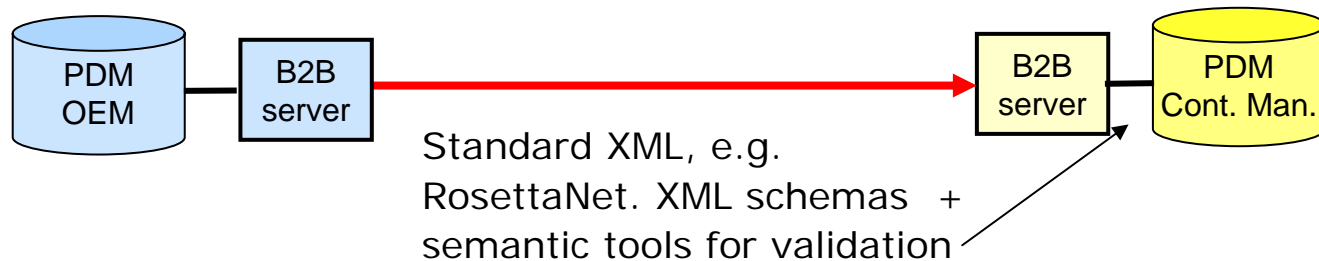 PDM
OEM
B2B
server
B2B
server
PDM
Cont. Man.
Standard XML, e.g.
RosettaNet. XML schemas +
semantic tools for validation